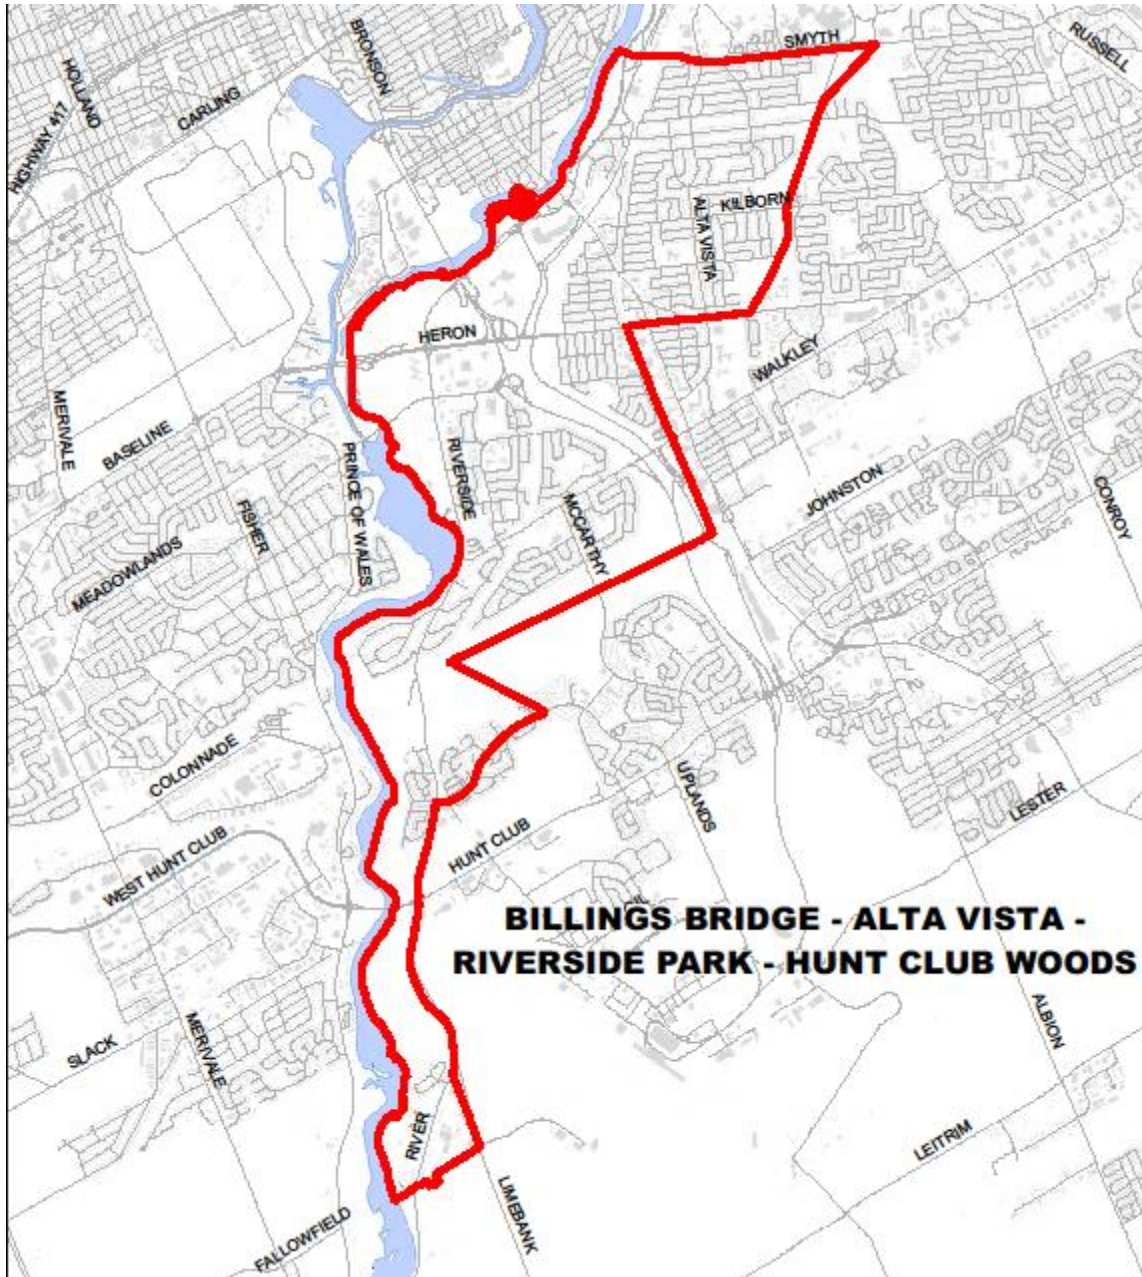 SMYTH
RUSSELL
BRONSON
HOLLAND
CARLING
HIGHWAY 417
KILBORN
ALTA VISTA
HERON
WALKLEY
MERIVALE
BASELINE
RIVERSIDE
PRINCE OF WALES
FISHER
MCCARTHY
JOHNSTON
CONROY
MEADOWLANDS
COLONNADE
UPLANDS
LESTER
WEST HUNT CLUB
HUNT CLUB
BILLINGS BRIDGE - ALTA VISTA -
RIVERSIDE PARK - HUNT CLUB WOODS
SLACK
MERIVALE
ALBION
RIVER
LEITRIM
LIMEBANK
FALLOWFIELD